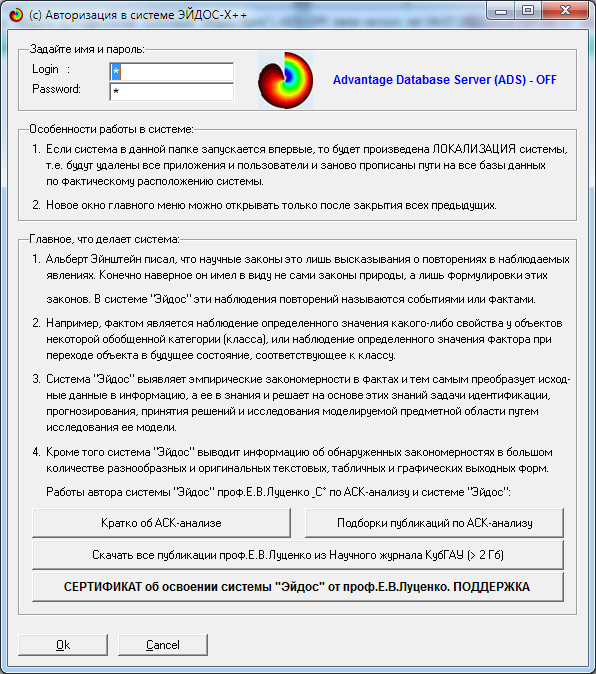 (с) Авторизация в системе ЭЙДОС-Х++
Задайте имя и пароль:
Login :
*
Password:
*
Advantage Database Server (ADS) - OFF
Особенности работы в системе:
1. Если система в данной папке запускается впервые, то будет произведена ЛОКАЛИЗАЦИЯ системы,
т.е. будут удалены все приложения и пользователи и заново прописаны пути на все базы данных
по фактическому расположению системы.
2. Новое окно главного меню можно открывать только после закрытия всех предыдущих.
Главное, что делает система:
1. Альберт Эйнштейн писал, что научные законы это лишь высказывания о повторениях в наблюдаемых
явлениях. Конечно наверное он имел в виду не сами законы природы, а лишь формулировки этих
законов. В системе "Эйдос" эти наблюдения повторений называются событиями или фактами.
2. Например, фактом является наблюдение определенного значения какого-либо свойства у объектов
некоторой обобщенной категории (класса), или наблюдение определенного значения фактора при
переходе объекта в будущее состояние, соответствующее к классу.
3. Система "Эйдос" выявляет эмпирические закономерности в фактах и тем самым преобразует исход-
ные данные в информацию, а ее в знания и решает на основе этих знаний задачи идентификации,
прогнозирования, принятия решений и исследования моделируемой предметной области путем
исследования ее модели.
4. Кроме того система "Эйдос" выводит информацию об обнаруженных закономерностях в большом
количестве разнообразных и оригинальных текстовых, табличных и графических выходных форм.
Работы автора системы "Эйдос" проф.Е.В.Луценко _С° по АСК-анализу и системе "Эйдос":
Кратко об АСК-анализе
Подборки публикаций по АСК-анализу
Скачать все публикации проф.Е.В.Луценко из Научного журнала КубГАУ (> 2 Гб)
СЕРТИФИКАТ об освоении системы "Эйдос" от проф.Е.В.Луценко. ПОДДЕРЖКА
Ok
Cancel